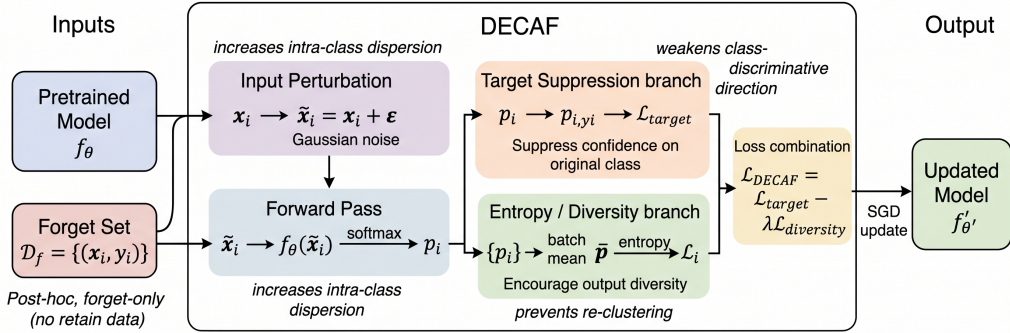 Inputs
DECAF
Output
Pretrained
Model
f_θ
Forget Set
𝒟_f = {(𝒙_i, y_i)}
Post-hoc, forget-only
(no retain data)
increases intra-class dispersion
Input Perturbation
𝒙_i → x̃_i = 𝒙_i + ε
Gaussian noise
Forward Pass
x̃_i → f_θ(x̃_i) softmax → p_i
increases intra-class
dispersion
weakens class-
discriminative
direction
Target Suppression branch
p_i → p_{i,yi} → ℒ_target
Suppress confidence on
original class
Entropy / Diversity branch
{p_i} → batch mean p̄ entropy → ℒ_i
Encourage output diversity
prevents re-clustering
Loss combination
ℒ_DECAF =
ℒ_target −
λℒ_diversity
SGD
update
Updated
Model
f'_θ'